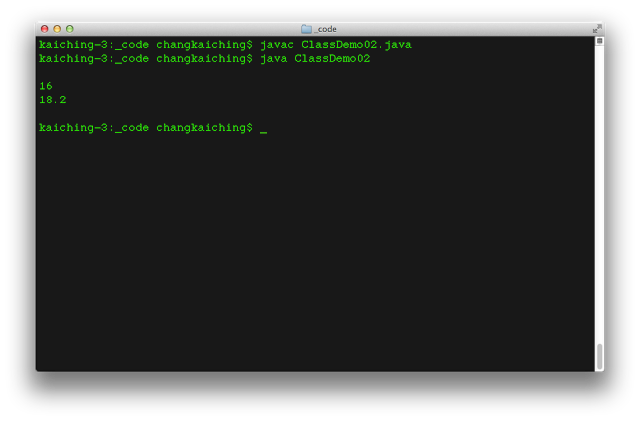 _code
kaiching-3:_code changkaiching$ javac ClassDemo02.java
kaiching-3:_code changkaiching$ java ClassDemo02
16
18.2
kaiching-3:_code changkaiching$ _